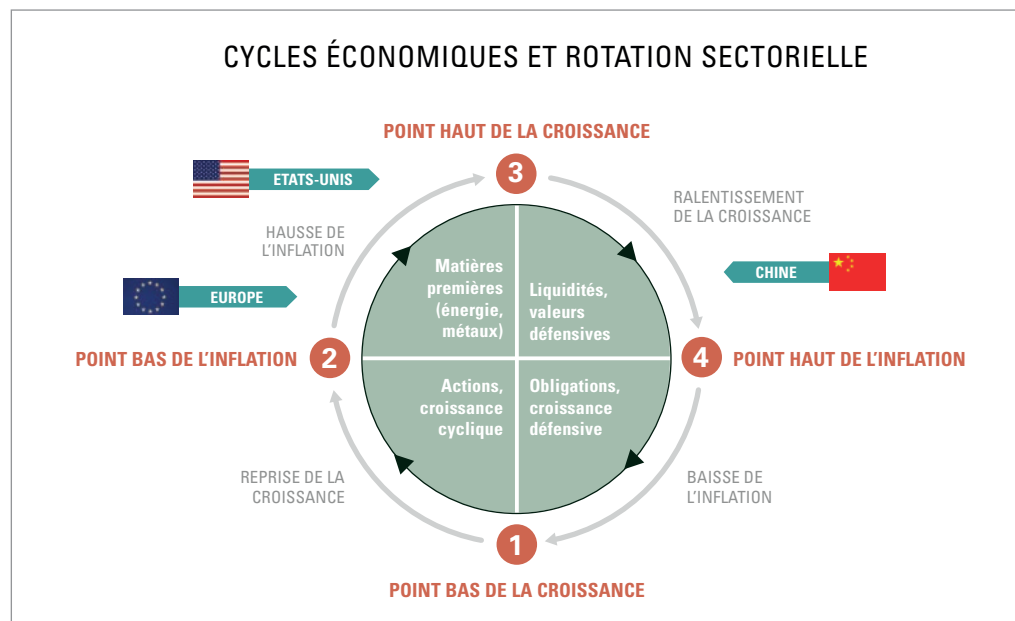 CYCLES ÉCONOMIQUES ET ROTATION SECTORIELLE
POINT HAUT DE LA CROISSANCE
3
ETATS-UNIS
RALENTISSEMENT
DE LA CROISSANCE
HAUSSE DE
L'INFLATION
CHINE
EUROPE
Matières
premières
(énergie,
métaux)
Liquidités,
valeurs
défensives
POINT BAS DE L'INFLATION
2
4
POINT HAUT DE L'INFLATION
Actions,
croissance
cyclique
Obligations,
croissance
défensive
REPRISE DE LA
CROISSANCE
BAISSE DE
L'INFLATION
1
POINT BAS DE LA CROISSANCE